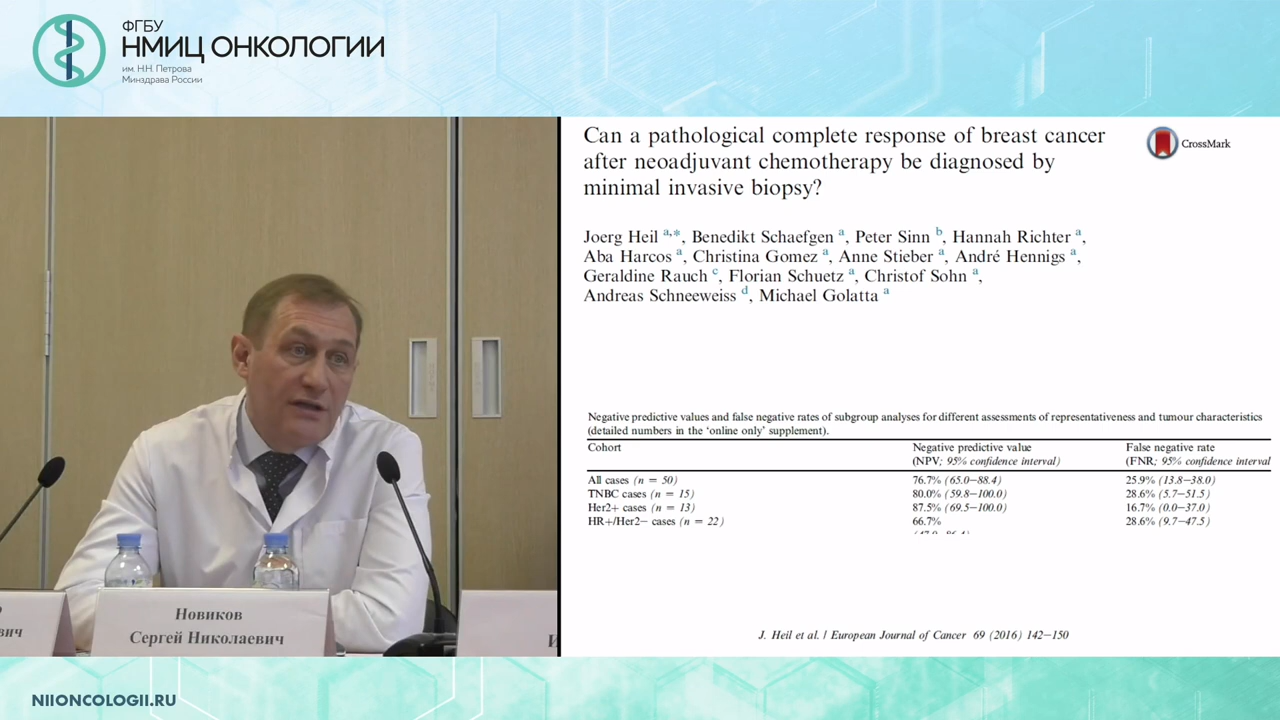 ФГБУ
НМИЦ ОНКОЛОГИИ
им. Н.Н. Петрова
Минздрава России
Can a pathological complete response of breast cancer
after neoadjuvant chemotherapy be diagnosed by
minimal invasive biopsy?
CrossMark
Joerg Heil a,*, Benedikt Schaefgen a, Peter Sinn b, Hannah Richter a,
Aba Harcos a, Christina Gomez a, Anne Stieber a, André Hennigs a,
Geraldine Rauch c, Florian Schuetz a, Christof Sohn a,
Andreas Schneeweiss d, Michael Golatta a
Negative predictive values and false negative rates of subgroup analyses for different assessments of representativeness and tumour characteristics
(detailed numbers in the 'online only' supplement).
Cohort Negative predictive value False negative rate
(NPV; 95% confidence interval) (FNR; 95% confidence interval
All cases (n = 50) 76.7% (65.0–88.4) 25.9% (13.8–38.0)
TNBC cases (n = 15) 80.0% (59.8–100.0) 28.6% (5.7–51.5)
Her2+ cases (n = 13) 87.5% (69.5–100.0) 16.7% (0.0–37.0)
HR+/Her2− cases (n = 22) 66.7% 28.6% (9.7–47.5)
J. Heil et al. / European Journal of Cancer 69 (2016) 142–150
вич
Новиков
Сергей Николаевич
NIIONCOLOGII.RU